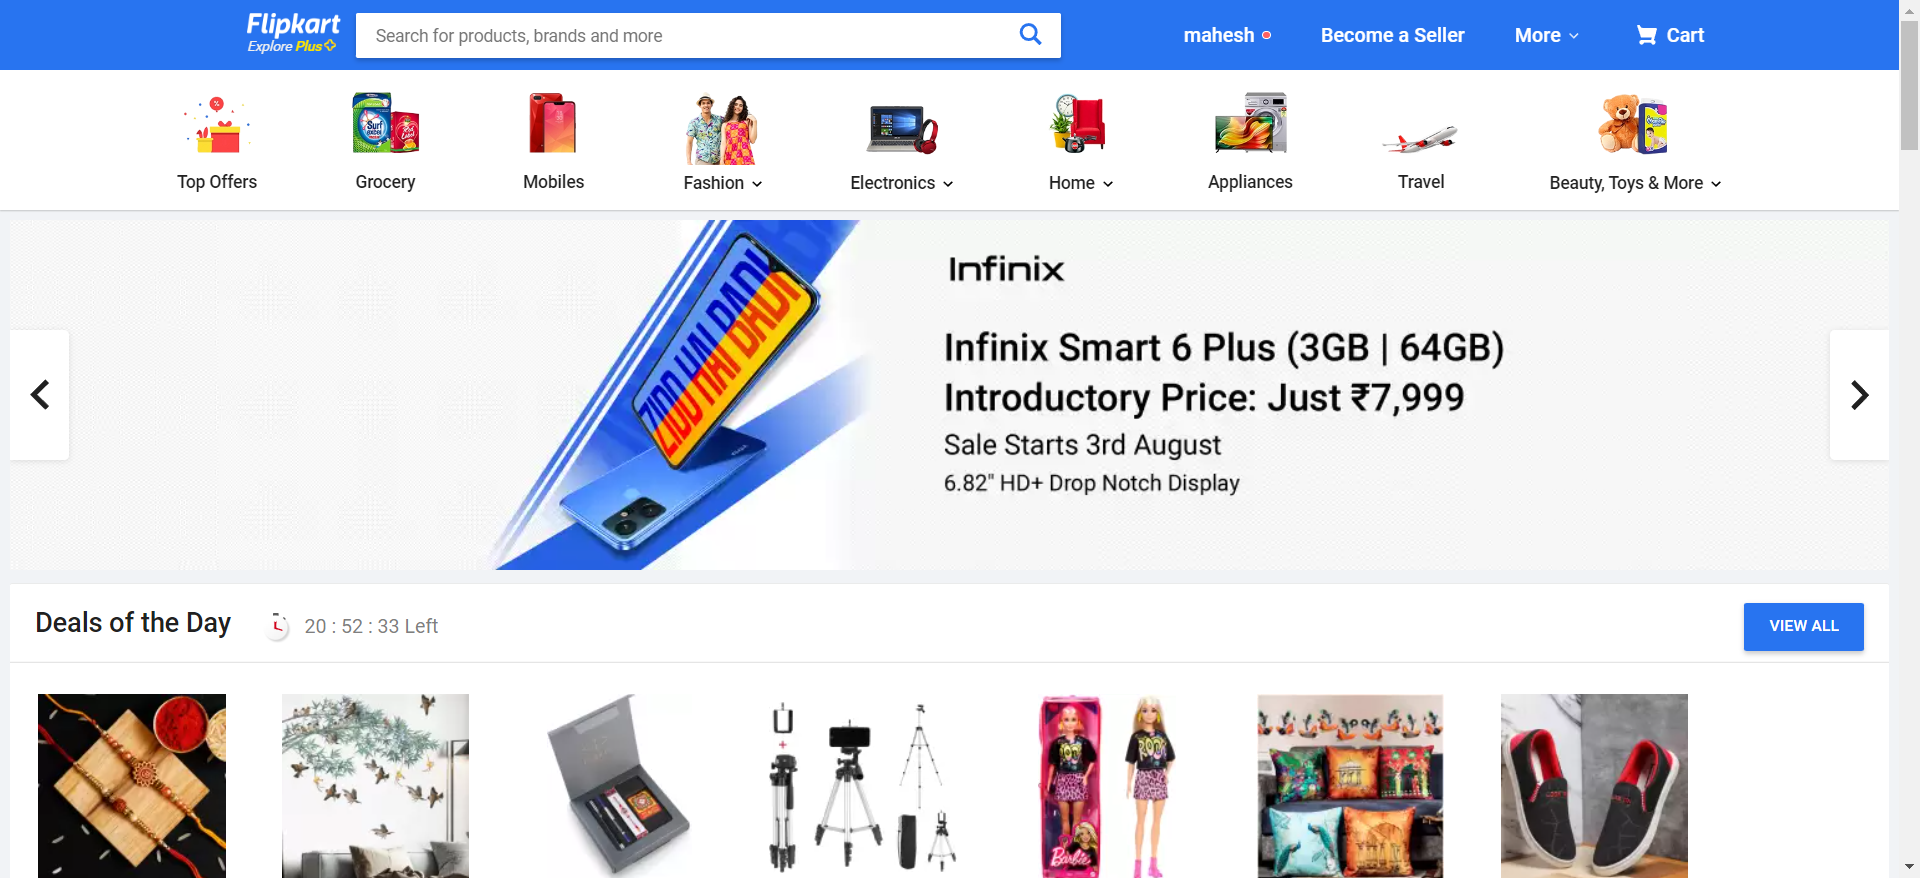 Flipkart
Explore Plus
Search for products, brands and more
mahesh
Become a Seller
More
Cart
Top Offers
Grocery
Mobiles
Fashion
Electronics
Home
Appliances
Travel
Beauty, Toys & More
Infinix
ZIDD HAI BADI
Infinix Smart 6 Plus (3GB | 64GB)
Introductory Price: Just ₹7,999
Sale Starts 3rd August
6.82" HD+ Drop Notch Display
Deals of the Day
20 : 52 : 33 Left
VIEW ALL
ROCK
Barbie